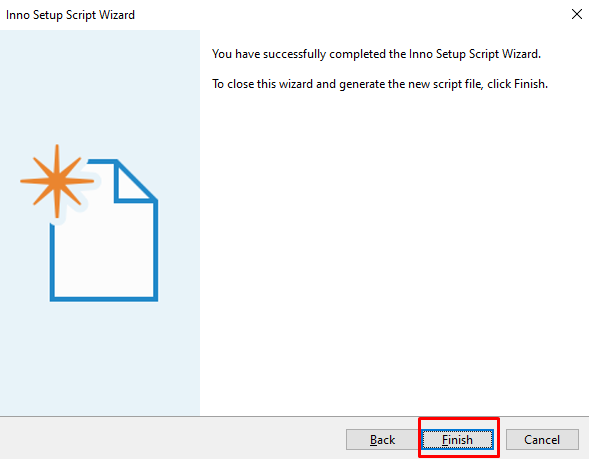 Inno Setup Script Wizard
You have successfully completed the Inno Setup Script Wizard.
To close this wizard and generate the new script file, click Finish.
Back
Finish
Cancel